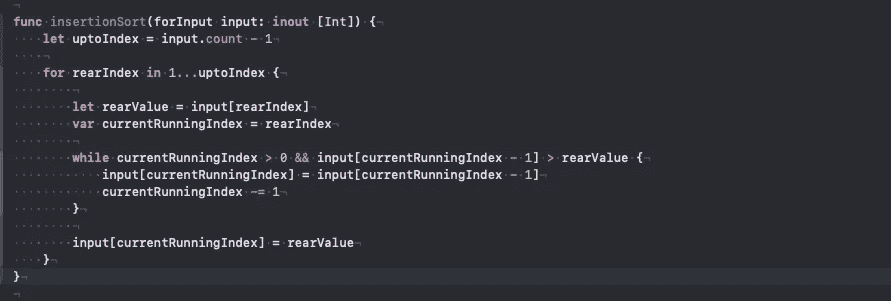 func insertionSort(forInput input: inout [Int]) {
    let uptoIndex = input.count - 1
    for rearIndex in 1...uptoIndex {
        let rearValue = input[rearIndex]
        var currentRunningIndex = rearIndex
        while currentRunningIndex > 0 && input[currentRunningIndex - 1] > rearValue {
            input[currentRunningIndex] = input[currentRunningIndex - 1]
            currentRunningIndex -= 1
        }
        input[currentRunningIndex] = rearValue
    }
}